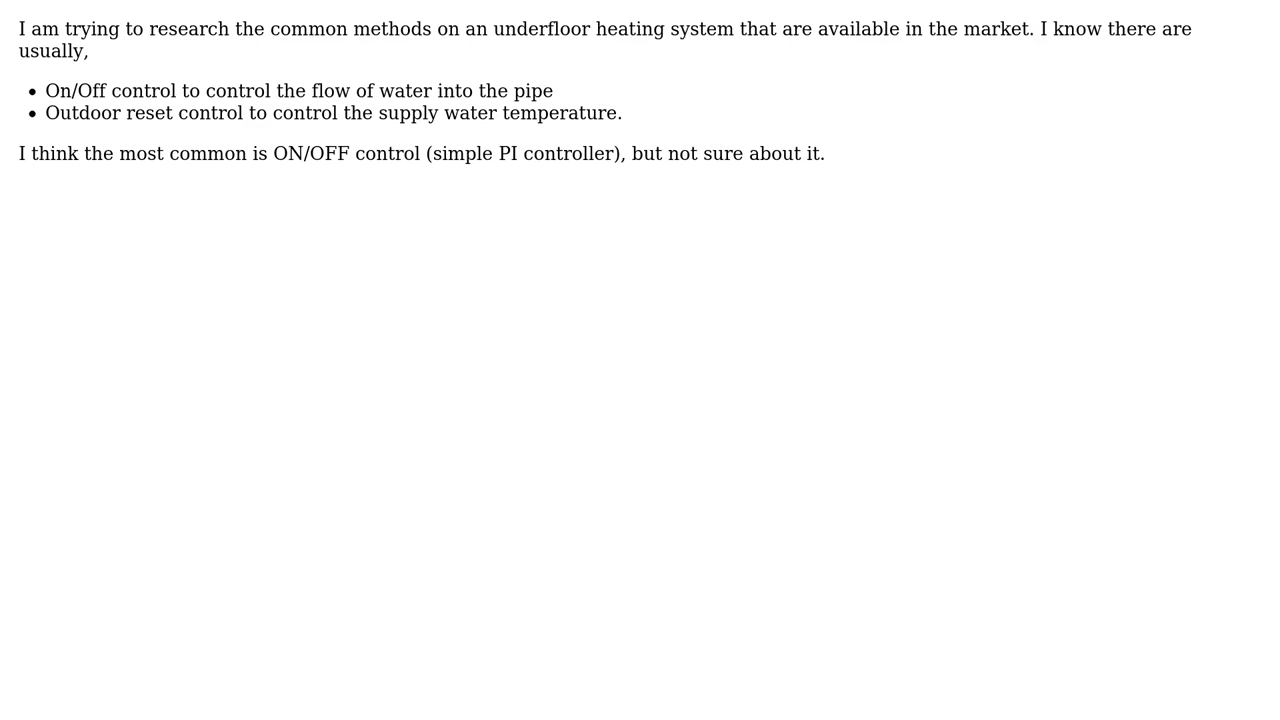 I am trying to research the common methods on an underfloor heating system that are available in the market. I know there are
usually,
• On/Off control to control the flow of water into the pipe
• Outdoor reset control to control the supply water temperature.
I think the most common is ON/OFF control (simple PI controller), but not sure about it.